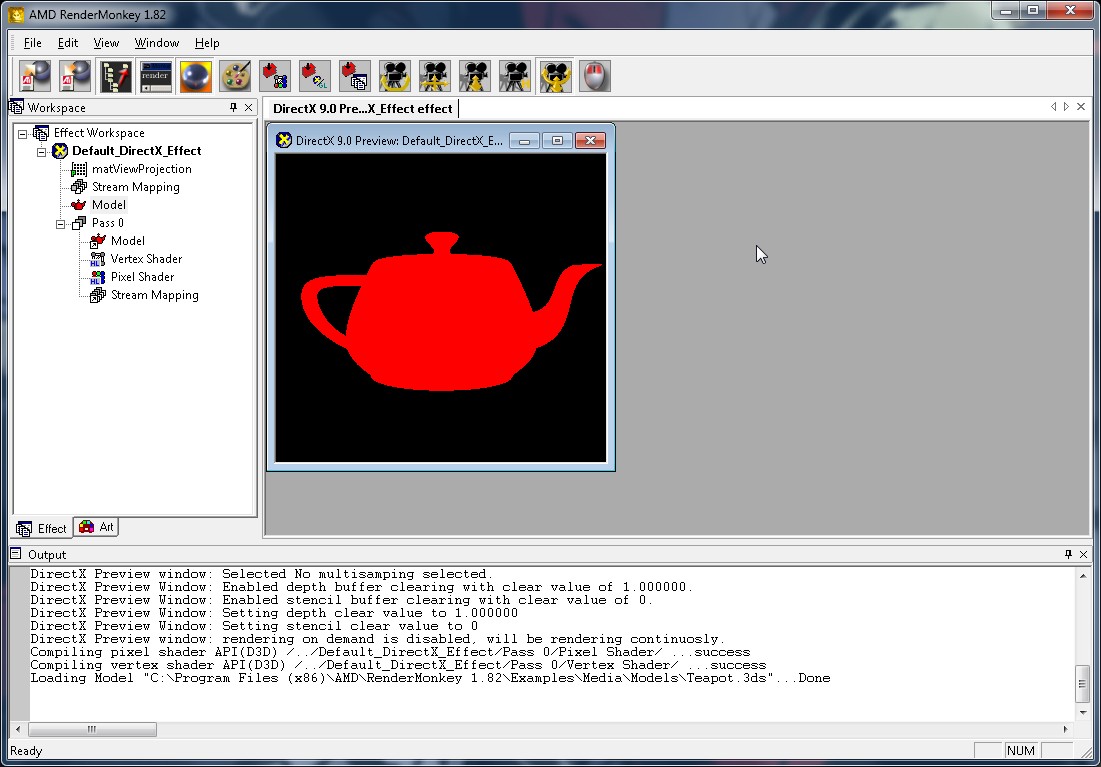 AMD RenderMonkey 1.82
File Edit View Window Help
render
Workspace
DirectX 9.0 Pre...X_Effect effect
Effect Workspace
Default_DirectX_Effect
matViewProjection
Stream Mapping
Model
Pass 0
Model
Vertex Shader
Pixel Shader
Stream Mapping
DirectX 9.0 Preview: Default_DirectX_E...
Effect Art
Output
DirectX Preview window: Selected No multisamping selected.
DirectX Preview window: Enabled depth buffer clearing with clear value of 1.000000.
DirectX Preview window: Enabled stencil buffer clearing with clear value of 0.
DirectX Preview window: Setting depth clear value to 1.000000
DirectX Preview window: Setting stencil clear value to 0
DirectX Preview window: rendering on demand is disabled, will be rendering continuosly.
Compiling pixel shader API(D3D) /../Default_DirectX_Effect/Pass 0/Pixel Shader/ ...success
Compiling vertex shader API(D3D) /../Default_DirectX_Effect/Pass 0/Vertex Shader/ ...success
Loading Model "C:\Program Files (x86)\AMD\RenderMonkey 1.82\Examples\Media\Models\Teapot.3ds"...Done
Ready NUM